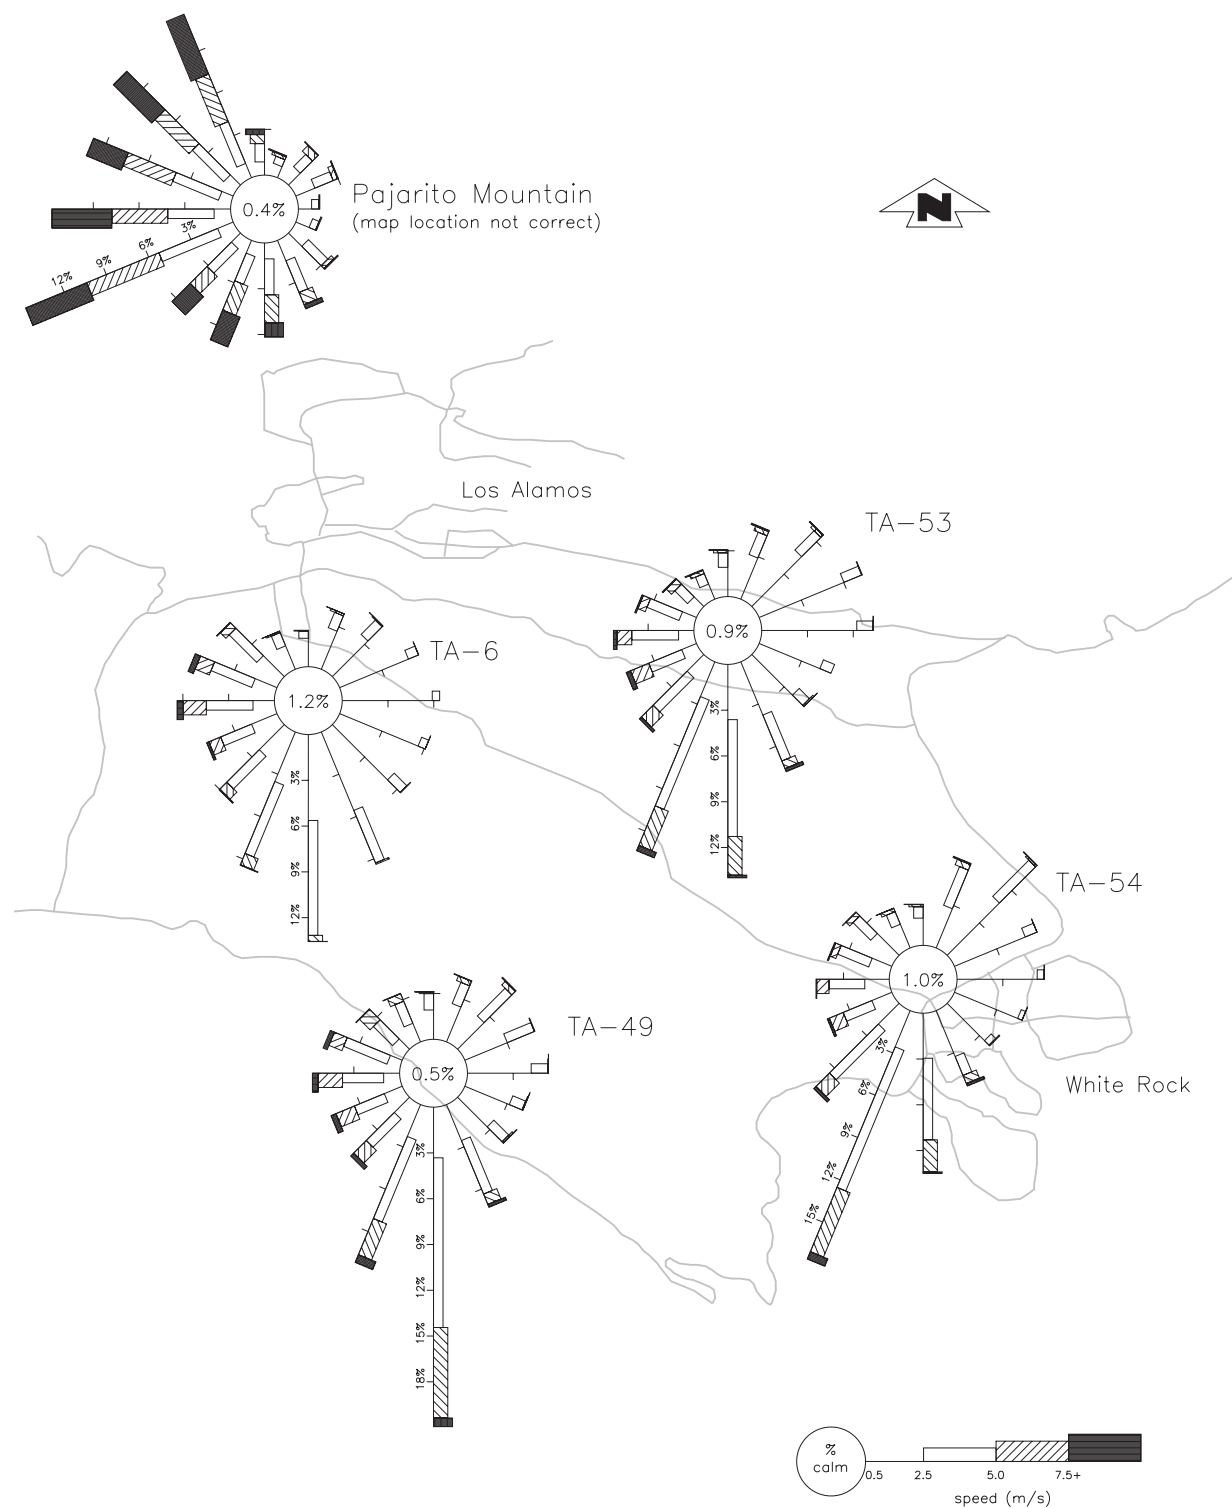 Pajarito Mountain
(map location not correct)
0.4%
3%
6%
9%
12%
N
Los Alamos
TA-53
0.9%
3%
6%
9%
12%
TA-6
1.2%
3%
6%
9%
12%
TA-54
1.0%
3%
6%
9%
12%
15%
White Rock
TA-49
0.5%
3%
6%
9%
12%
15%
18%
%
calm
0.5 2.5 5.0 7.5+
speed (m/s)